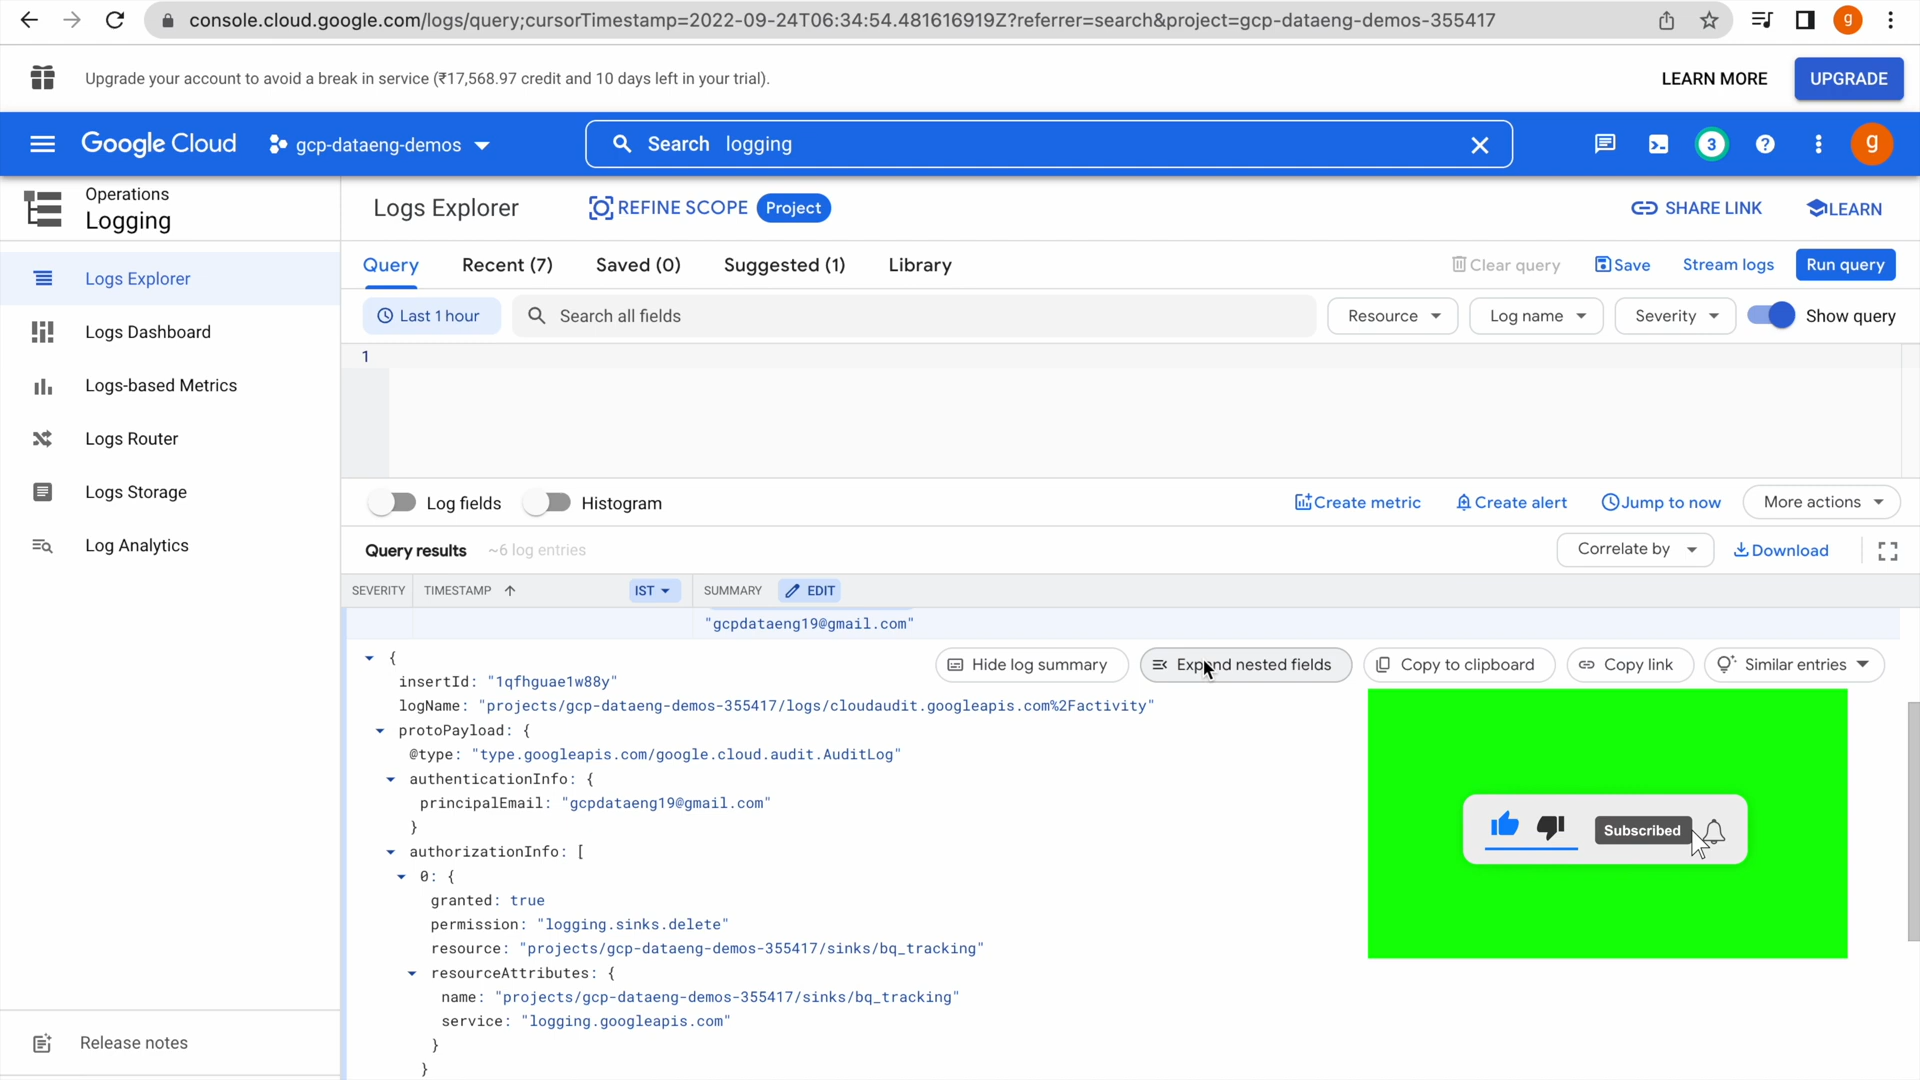 console.cloud.google.com/logs/query;cursorTimestamp=2022-09-24T06:34:54.481616919Z?referrer=search&project=gcp-dataeng-demos-355417
g
Upgrade your account to avoid a break in service (₹17,568.97 credit and 10 days left in your trial).
LEARN MORE
UPGRADE
Google Cloud
gcp-dataeng-demos
Search logging
3
g
Operations
Logging
Logs Explorer
REFINE SCOPE
Project
SHARE LINK
LEARN
Logs Explorer
Logs Dashboard
Logs-based Metrics
Logs Router
Logs Storage
Log Analytics
Release notes
Query
Recent (7)
Saved (0)
Suggested (1)
Library
Clear query
Save
Stream logs
Run query
Last 1 hour
Search all fields
Resource
Log name
Severity
Show query
1
Log fields
Histogram
Create metric
Create alert
Jump to now
More actions
Query results
~6 log entries
Correlate by
Download
SEVERITY
TIMESTAMP
IST
SUMMARY
EDIT
"gcpdataeng19@gmail.com"
Hide log summary
Expand nested fields
Copy to clipboard
Copy link
Similar entries
{
insertId: "1qfhguae1w88y"
logName: "projects/gcp-dataeng-demos-355417/logs/cloudaudit.googleapis.com%2Factivity"
protoPayload: {
@type: "type.googleapis.com/google.cloud.audit.AuditLog"
authenticationInfo: {
principalEmail: "gcpdataeng19@gmail.com"
}
authorizationInfo: [
0: {
granted: true
permission: "logging.sinks.delete"
resource: "projects/gcp-dataeng-demos-355417/sinks/bq_tracking"
resourceAttributes: {
name: "projects/gcp-dataeng-demos-355417/sinks/bq_tracking"
service: "logging.googleapis.com"
}
}
Subscribed